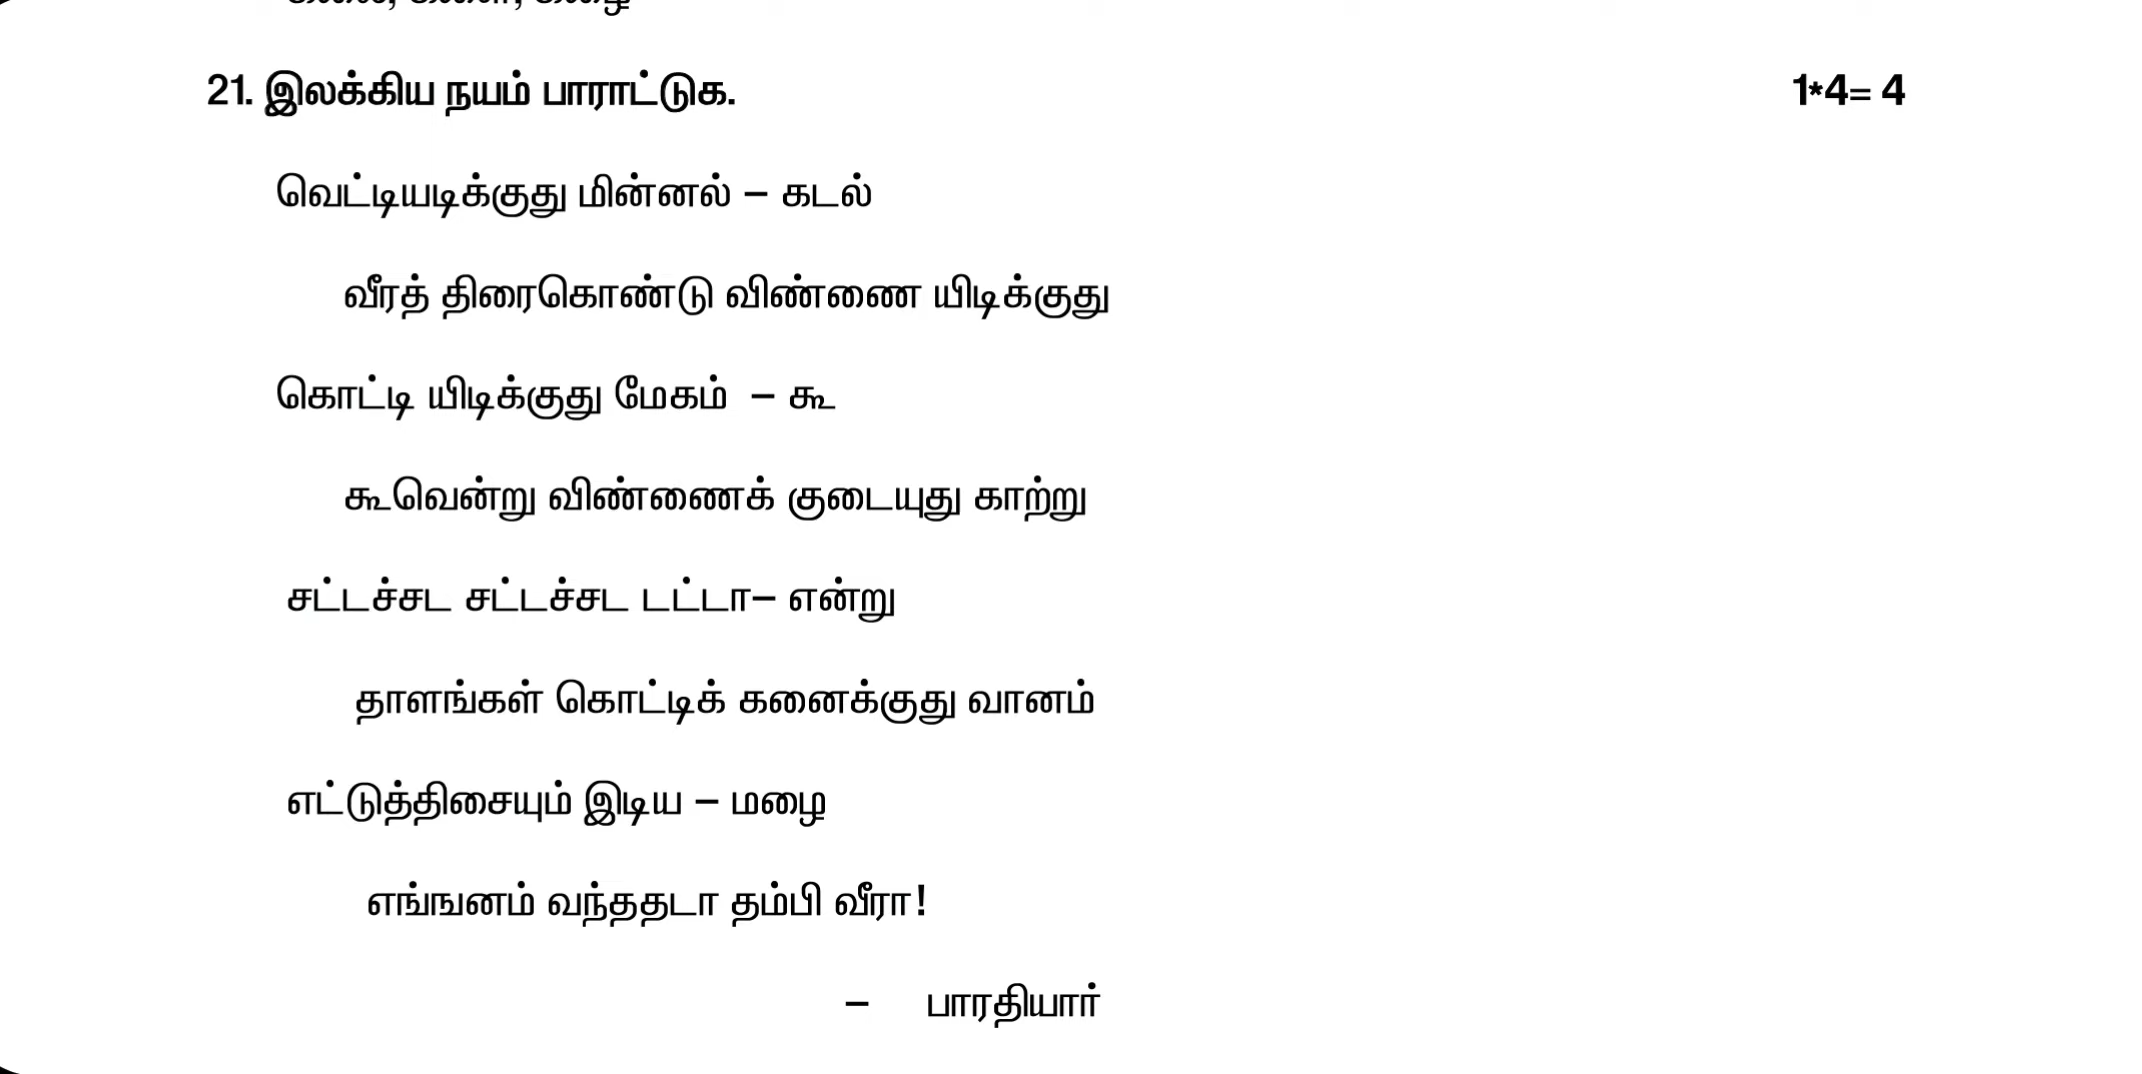 21. இலக்கிய நயம் பாராட்டுக. 1*4= 4
வெட்டியடிக்குது மின்னல் – கடல்
வீரத் திரைகொண்டு விண்ணை யிடிக்குது
கொட்டி யிடிக்குது மேகம் – கூ
கூவென்று விண்ணைக் குடையுது காற்று
சட்டச்சட சட்டச்சட டட்டா– என்று
தாளங்கள் கொட்டிக் கனைக்குது வானம்
எட்டுத்திசையும் இடிய – மழை
எங்ஙனம் வந்ததடா தம்பி வீரா!
– பாரதியார்